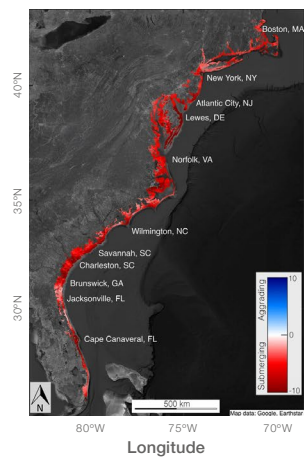 Boston, MA
40°N
New York, NY
Atlantic City, NJ
Lewes, DE
Norfolk, VA
35°N
Wilmington, NC
Savannah, SC
Charleston, SC
Brunswick, GA
30°N
Jacksonville, FL
Cape Canaveral, FL
Aggrading
Submerging
10
0
-10
N
500 km
Map data: Google, Earthstar
80°W
75°W
70°W
Longitude